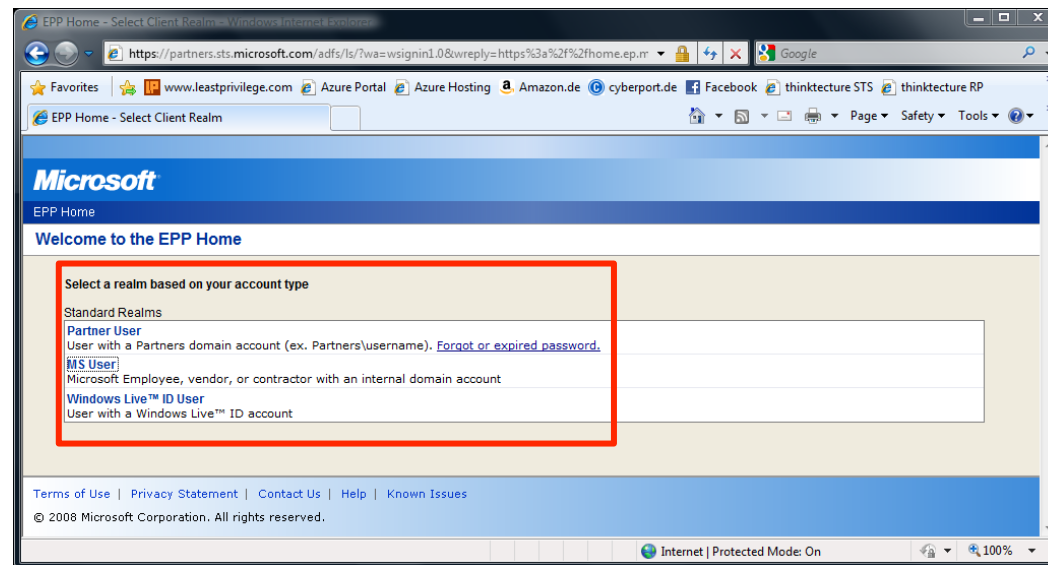 EPP Home - Select Client Realm - Windows Internet Explorer
https://partners.sts.microsoft.com/adfs/ls/?wa=wsignin1.0&wreply=https%3a%2f%2fhome.ep.m
Google
Favorites www.leastprivilege.com Azure Portal Azure Hosting Amazon.de cyberport.de Facebook thinktecture STS thinktecture RP
EPP Home - Select Client Realm
Page Safety Tools
Microsoft
EPP Home
Welcome to the EPP Home
Select a realm based on your account type
Standard Realms
Partner User
User with a Partners domain account (ex. Partners\username). Forgot or expired password.
MS User
Microsoft Employee, vendor, or contractor with an internal domain account
Windows Live™ ID User
User with a Windows Live™ ID account
Terms of Use | Privacy Statement | Contact Us | Help | Known Issues
© 2008 Microsoft Corporation. All rights reserved.
Internet | Protected Mode: On 100%